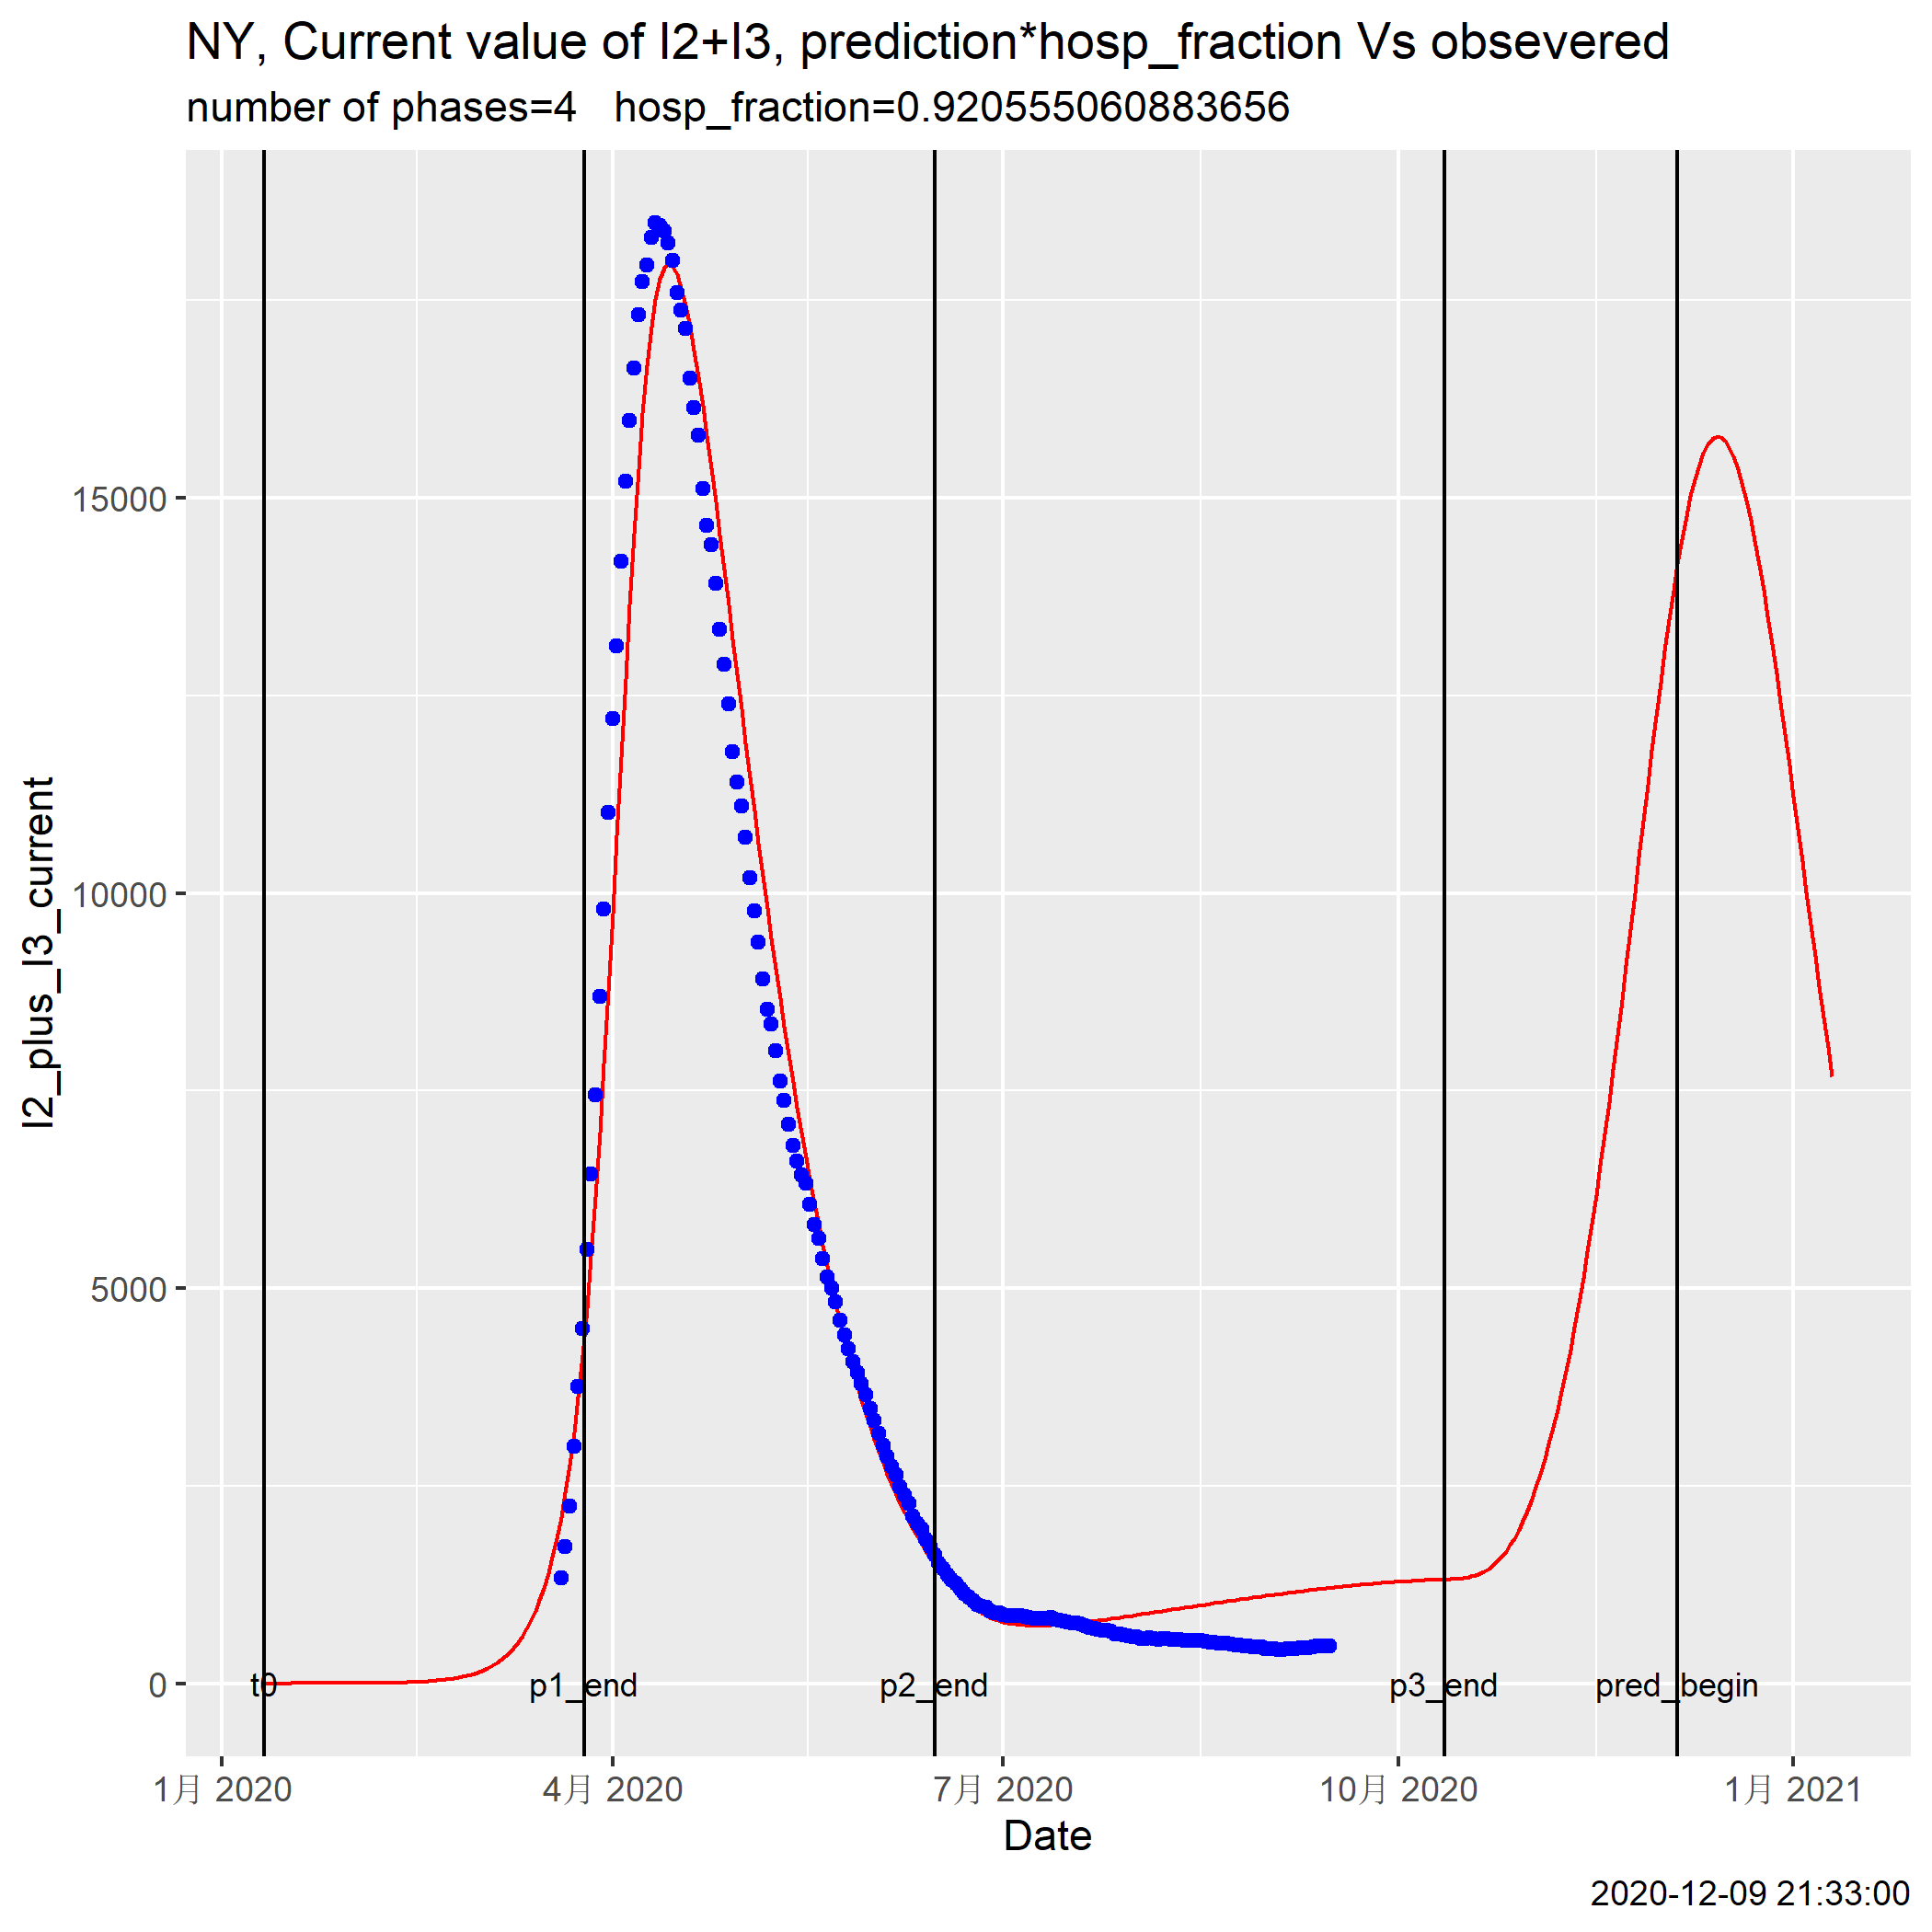 NY, Current value of I2+I3, prediction*hosp_fraction Vs obsevered
number of phases=4   hosp_fraction=0.920555060883656
I2_plus_I3_current
15000
10000
5000
0
t0
p1_end
p2_end
p3_end
pred_begin
1月 2020
4月 2020
7月 2020
10月 2020
1月 2021
Date
2020-12-09 21:33:00